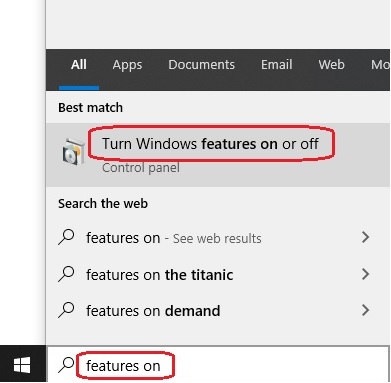 All Apps Documents Email Web Mo
Best match
Turn Windows features on or off
Control panel
Search the web
features on - See web results
features on the titanic
features on demand
features on